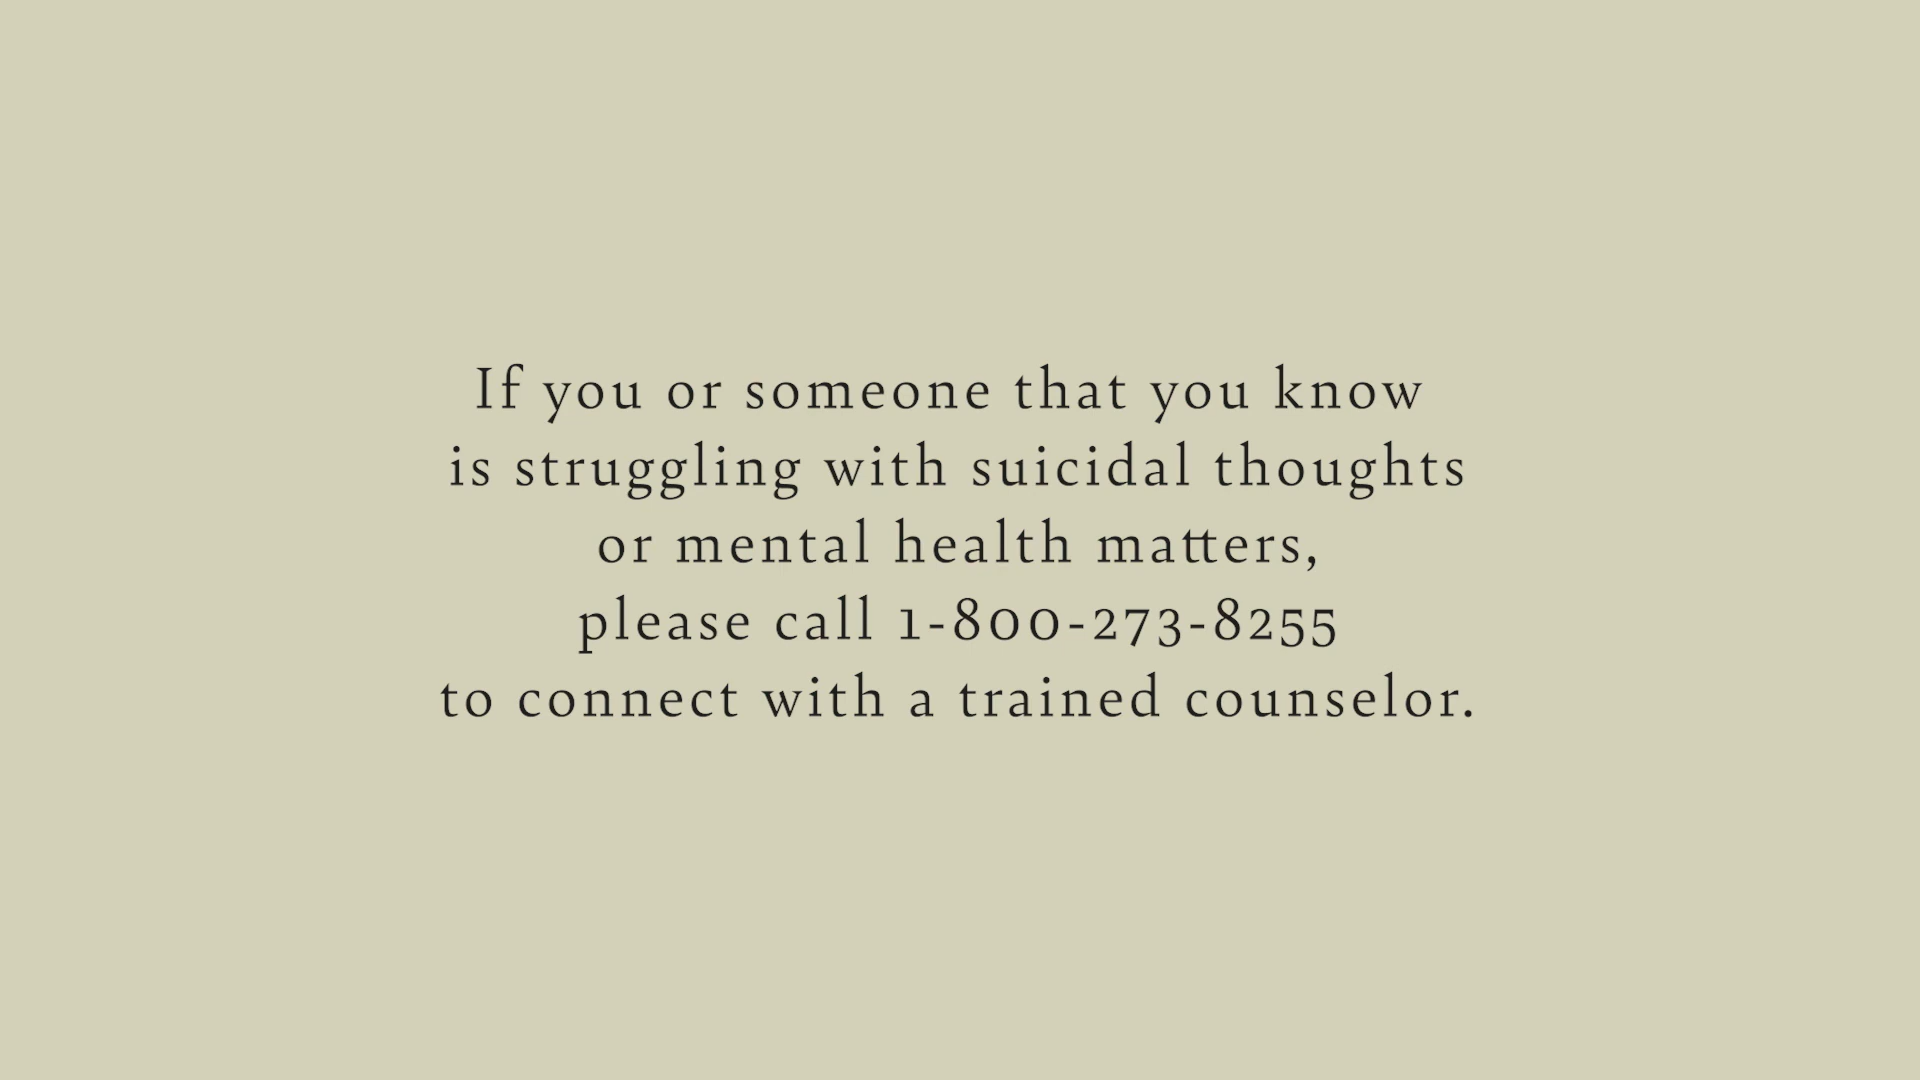 If you or someone that you know
is struggling with suicidal thoughts
or mental health matters,
please call 1-800-273-8255
to connect with a trained counselor.